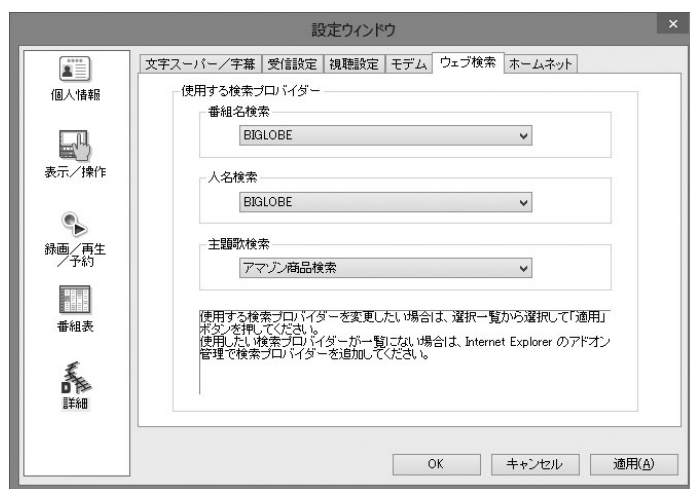 設定ウィンドウ
個人情報
表示/操作
録画/再生
/予約
番組表
詳細
文字スーパー/字幕 受信設定 視聴設定 モデム ウェブ検索 ホームネット
使用する検索プロバイダー
番組名検索
BIGLOBE
人名検索
BIGLOBE
主題歌検索
アマゾン商品検索
使用する検索プロバイダーを変更したい場合は、選択一覧から選択して「適用」
ボタンを押してください。
使用したい検索プロバイダーが一覧にない場合は、Internet Explorer のアドオン
管理で検索プロバイダーを追加してください。
OK キャンセル 適用(A)